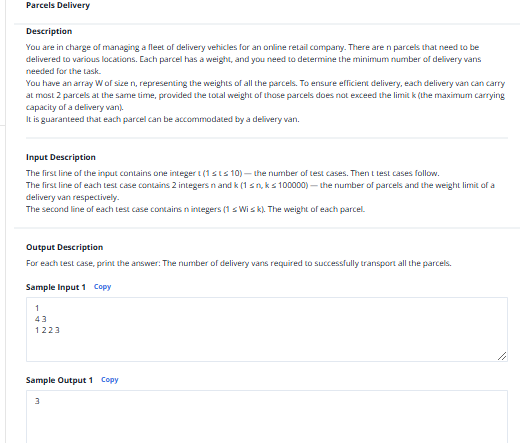 Parcels Delivery
Description
You are in charge of managing a fleet of delivery vehicles for an online retail company. There are n parcels that need to be
delivered to various locations. Each parcel has a weight, and you need to determine the minimum number of delivery vans
needed for the task.
You have an array W of size n, representing the weights of all the parcels. To ensure efficient delivery, each delivery van can carry
at most 2 parcels at the same time, provided the total weight of those parcels does not exceed the limit k (the maximum carrying
capacity of a delivery van).
It is guaranteed that each parcel can be accommodated by a delivery van.
Input Description
The first line of the input contains one integer t (1 ≤ t ≤ 10) — the number of test cases. Then t test cases follow.
The first line of each test case contains 2 integers n and k (1 ≤ n, k ≤ 100000) — the number of parcels and the weight limit of a
delivery van respectively.
The second line of each test case contains n integers (1 ≤ Wi ≤ k). The weight of each parcel.
Output Description
For each test case, print the answer: The number of delivery vans required to successfully transport all the parcels.
Sample Input 1 Copy
1
4 3
1 2 2 3
Sample Output 1 Copy
3